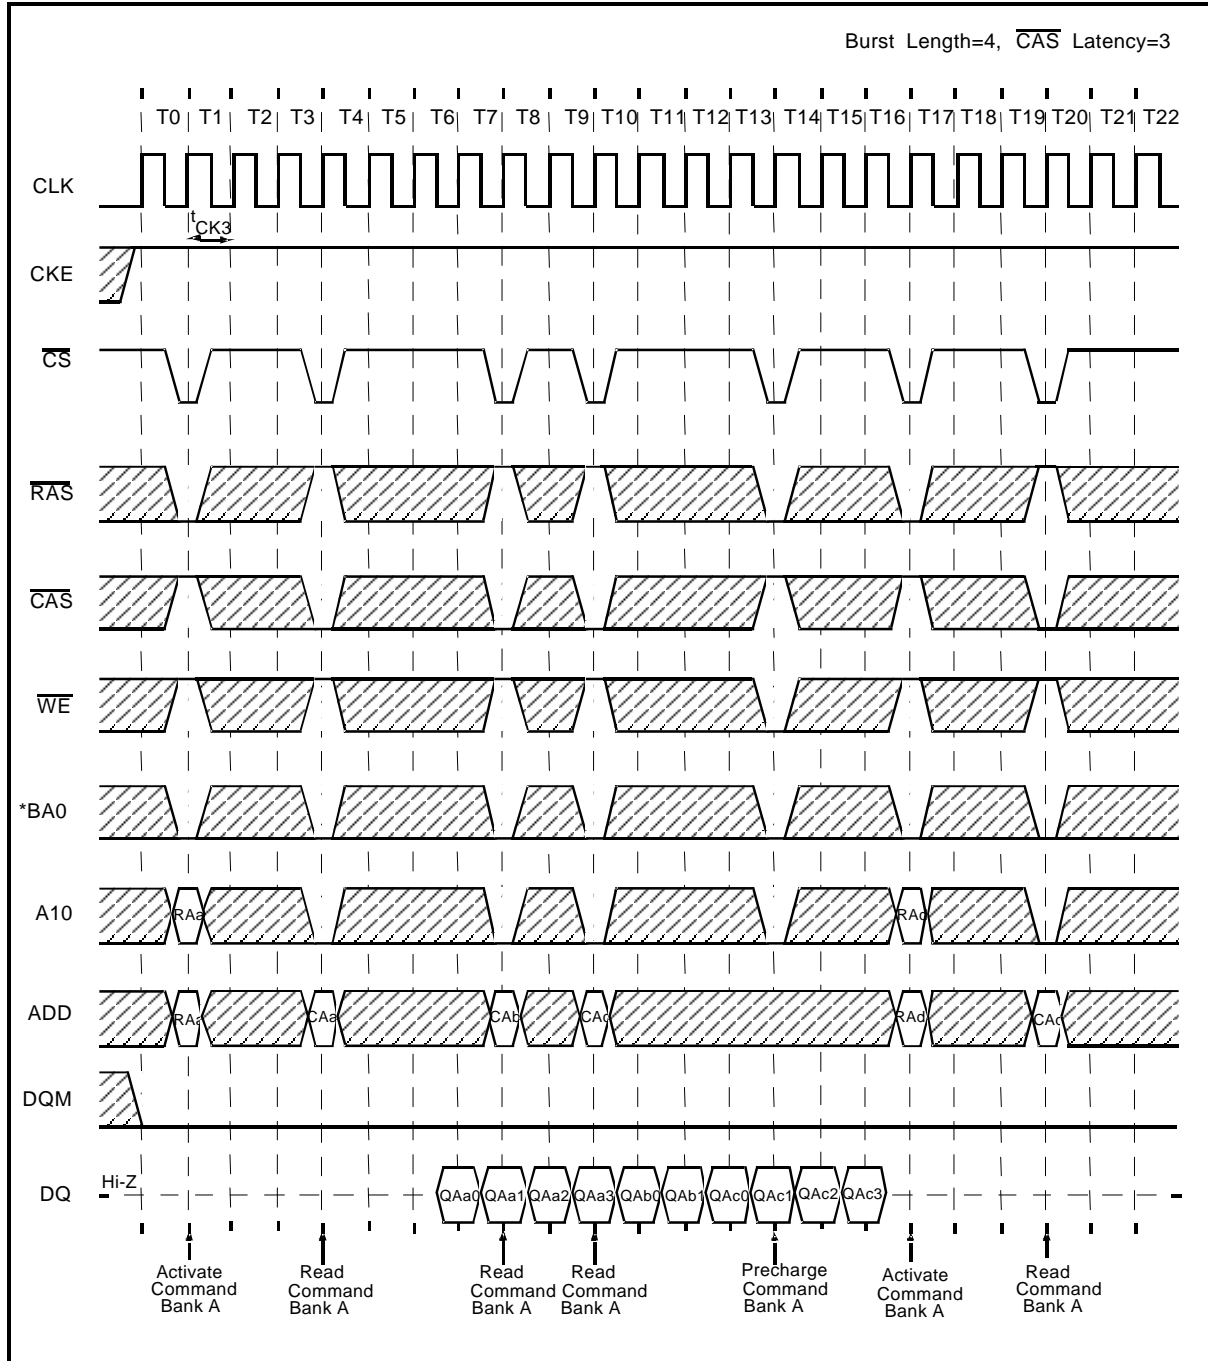 Burst Length=4, CAS Latency=3
T0 T1 T2 T3 T4 T5 T6 T7 T8 T9 T10 T11 T12 T13 T14 T15 T16 T17 T18 T19 T20 T21 T22
CLK
tCK3
CKE
CS
RAS
CAS
WE
*BA0
A10 RAa RAd
ADD RAa CAa CAb CAc RAd
DQM
DQ Hi-Z QAa0 QAa1 QAa2 QAa3 QAb0 QAb1 QAc0 QAc1 QAc2 QAc3
Activate Command Bank A
Read Command Bank A
Read Command Bank A
Read Command Bank A
Precharge Command Bank A
Activate Command Bank A
Read Command Bank A